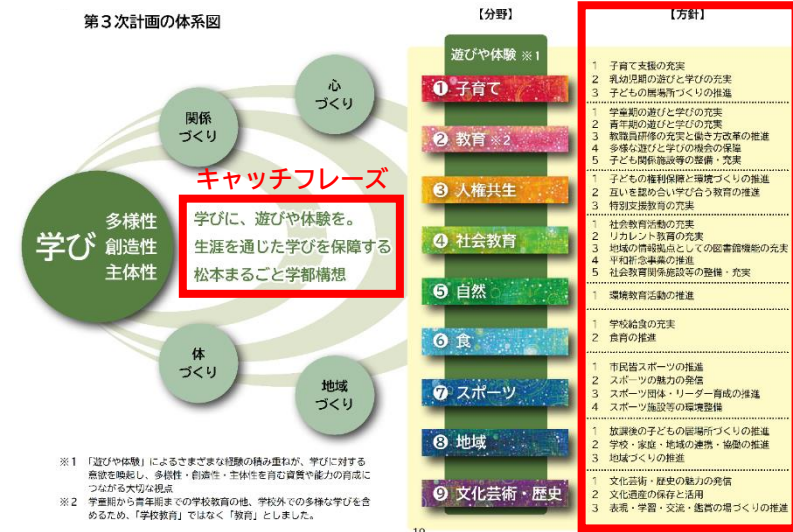 第3次計画の体系図
【分野】
【方針】
遊びや体験 ※1
心
づくり
関係
づくり
キャッチフレーズ
学び
多様性
創造性
主体性
学びに、遊びや体験を。
生涯を通じた学びを保障する
松本まるごと学都構想
体
づくり
地域
づくり
❶ 子育て
1 子育て支援の充実
2 乳幼児期の遊びと学びの充実
3 子どもの居場所づくりの推進
❷ 教育 ※2
1 学童期の遊びと学びの充実
2 青年期の遊びと学びの充実
3 教職員研修の充実と働き方改革の推進
4 多様な遊びと学びの機会の保障
5 子ども関係施設等の整備・充実
❸ 人権共生
1 子どもの権利保障と環境づくりの推進
2 互いを認め合い学び合う教育の推進
3 特別支援教育の充実
❹ 社会教育
1 社会教育活動の充実
2 リカレント教育の充実
3 地域の情報拠点としての図書館機能の充実
4 平和祈念事業の推進
5 社会教育関係施設等の整備・充実
❺ 自然
1 環境教育活動の推進
❻ 食
1 学校給食の充実
2 食育の推進
❼ スポーツ
1 市民皆スポーツの推進
2 スポーツの魅力の発信
3 スポーツ団体・リーダー育成の推進
4 スポーツ施設等の環境整備
❽ 地域
1 放課後の子どもの居場所づくりの推進
2 学校・家庭・地域の連携・協働の推進
3 地域づくりの推進
❾ 文化芸術・歴史
1 文化芸術・歴史の魅力の発信
2 文化遺産の保存と活用
3 表現・学習・交流・鑑賞の場づくりの推進
※1 「遊びや体験」によるさまざまな経験の積み重ねが、学びに対する
意欲を喚起し、多様性・創造性・主体性を育む資質や能力の育成に
つながる大切な視点
※2 学童期から青年期までの学校教育の他、学校外での多様な学びを含
めるため、「学校教育」ではなく「教育」としました。